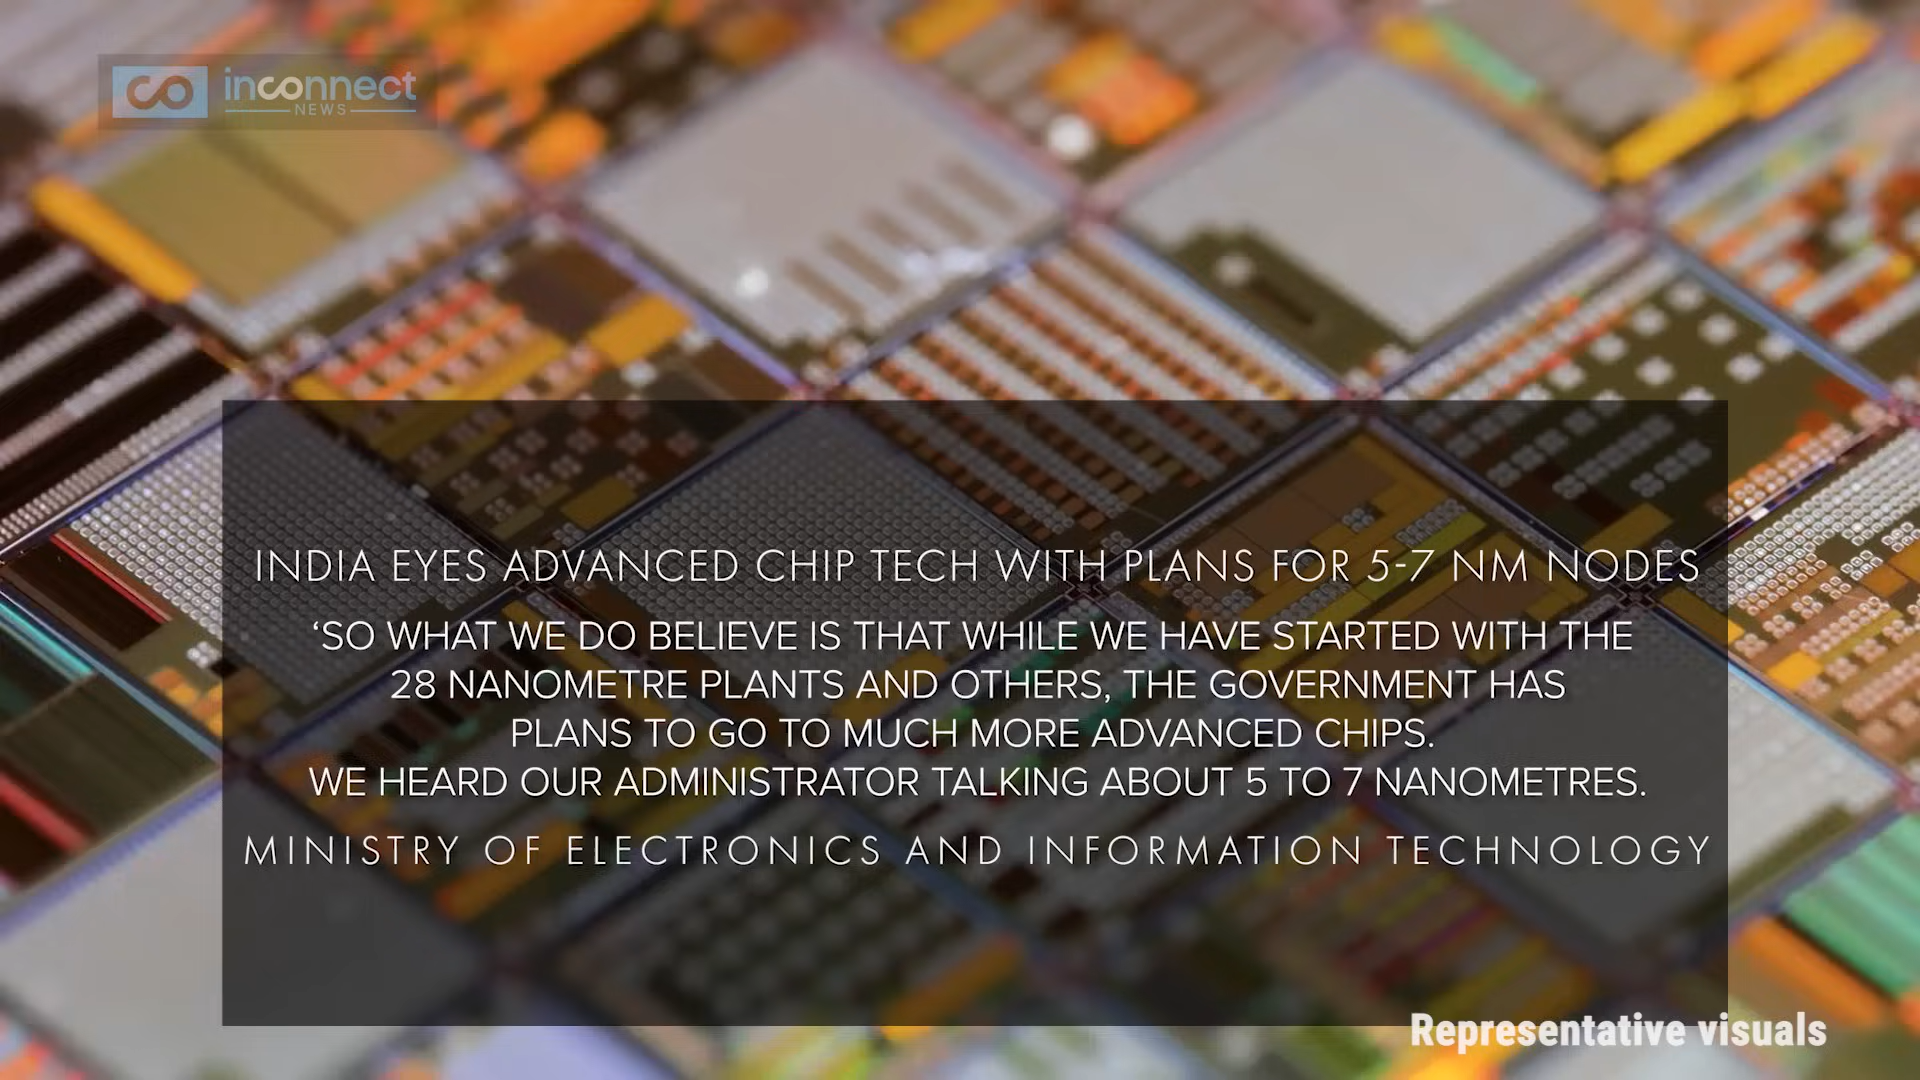 CO inconnect
NEWS
INDIA EYES ADVANCED CHIP TECH WITH PLANS FOR 5-7 NM NODES
‘SO WHAT WE DO BELIEVE IS THAT WHILE WE HAVE STARTED WITH THE
28 NANOMETRE PLANTS AND OTHERS, THE GOVERNMENT HAS
PLANS TO GO TO MUCH MORE ADVANCED CHIPS.
WE HEARD OUR ADMINISTRATOR TALKING ABOUT 5 TO 7 NANOMETRES.
MINISTRY OF ELECTRONICS AND INFORMATION TECHNOLOGY
Representative visuals